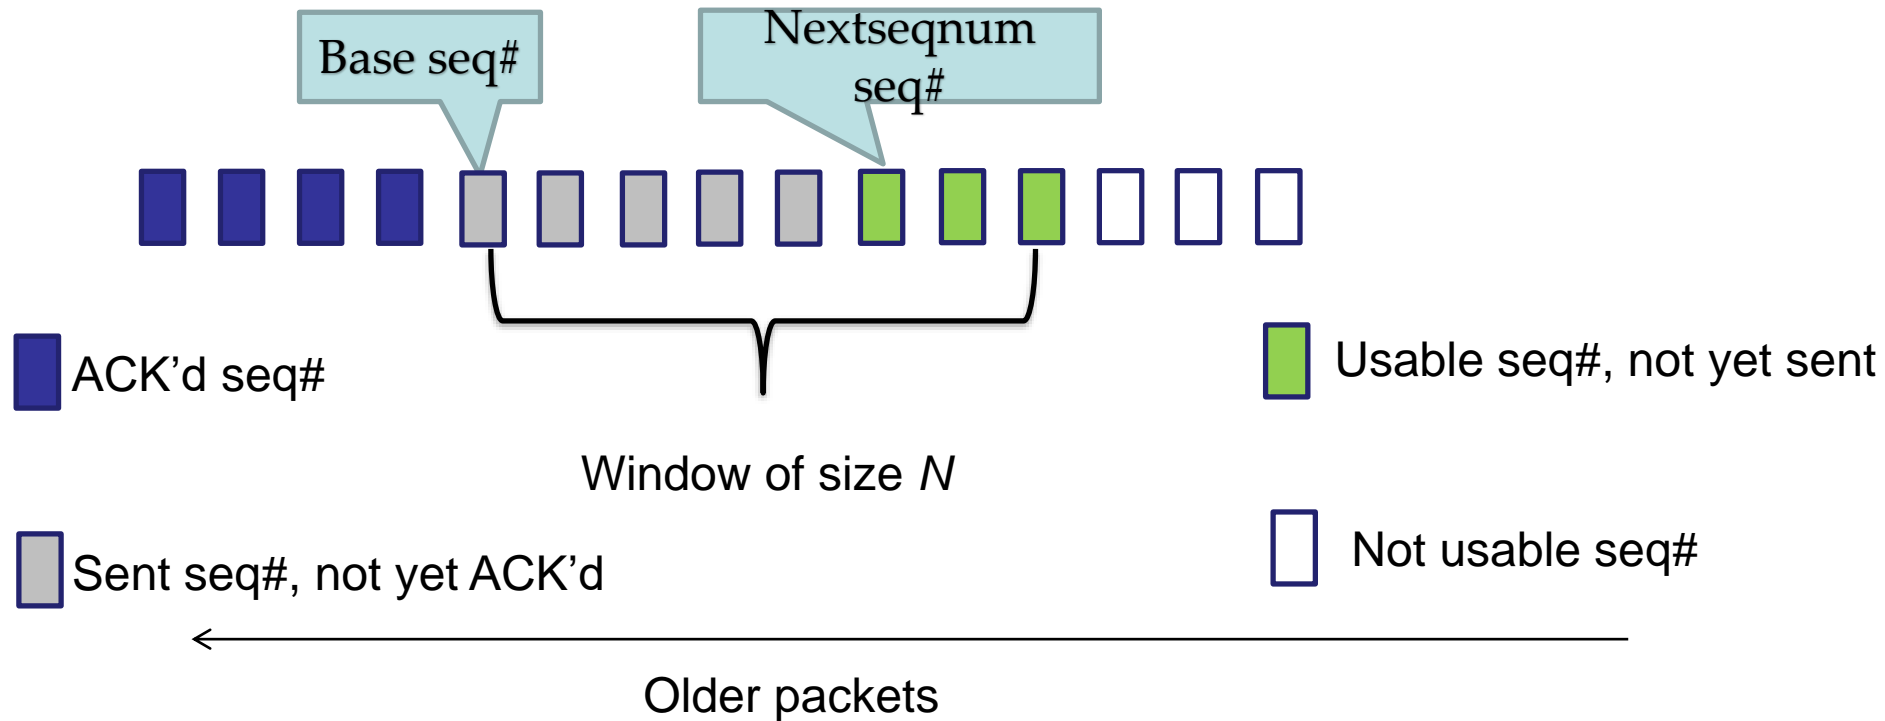 Base seq#
Nextseqnum
seq#
ACK’d seq#
Usable seq#, not yet sent
Window of size N
Sent seq#, not yet ACK’d
Not usable seq#
Older packets